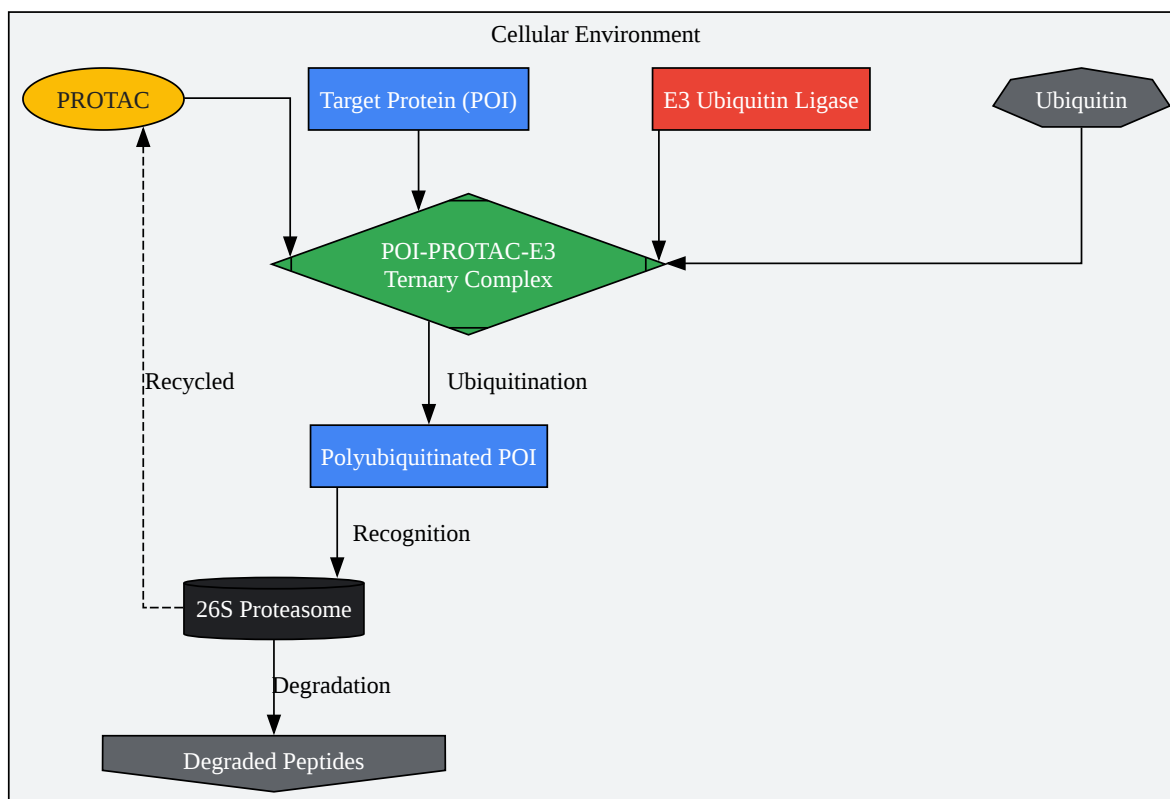 Cellular Environment
PROTAC
Target Protein (POI)
E3 Ubiquitin Ligase
Ubiquitin
POI-PROTAC-E3
Ternary Complex
Recycled
Ubiquitination
Polyubiquitinated POI
Recognition
26S Proteasome
Degradation
Degraded Peptides